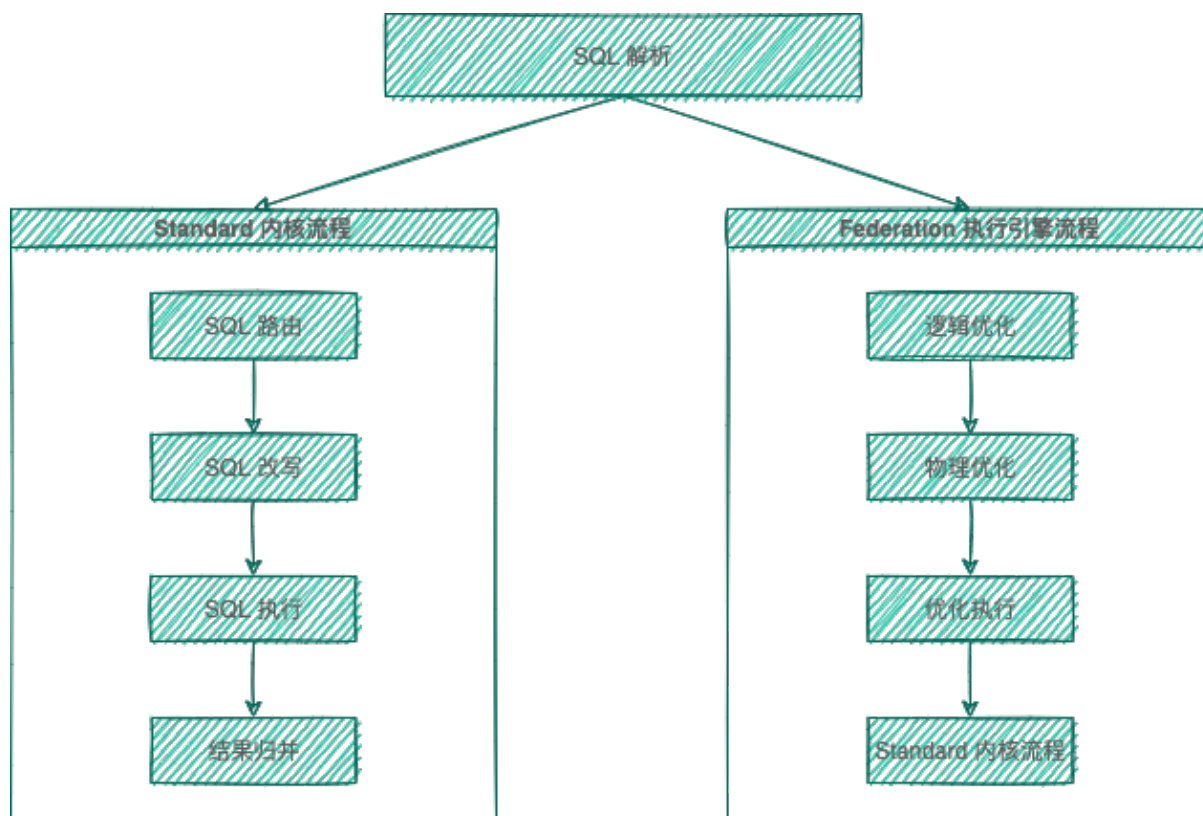 SQL 解析
Standard 内核流程
SQL 路由
SQL 改写
SQL 执行
结果归并
Federation 执行引擎流程
逻辑优化
物理优化
优化执行
Standard 内核流程